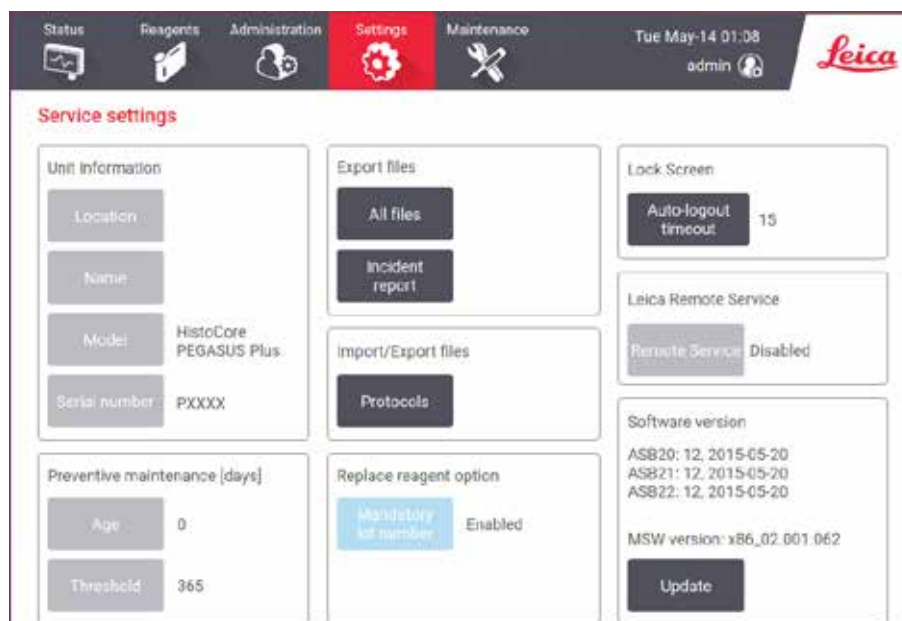 Status Reagents Administration Settings Maintenance
Tue May-14 01:08
admin
Leica
Service settings
Unit Information
Location
Name
Model HistoCore
PEGASUS Plus
Serial number PXXXX
Preventive maintenance [days]
Age 0
Threshold 365
Export files
All files
Incident
report
Import/Export files
Protocols
Replace reagent option
Mandatory
lot number Enabled
Lock Screen
Auto-logout
timeout 15
Leica Remote Service
Remote Service Disabled
Software version
ASB20: 12, 2015-05-20
ASB21: 12, 2015-05-20
ASB22: 12, 2015-05-20
MSW version: x86_02.001.062
Update